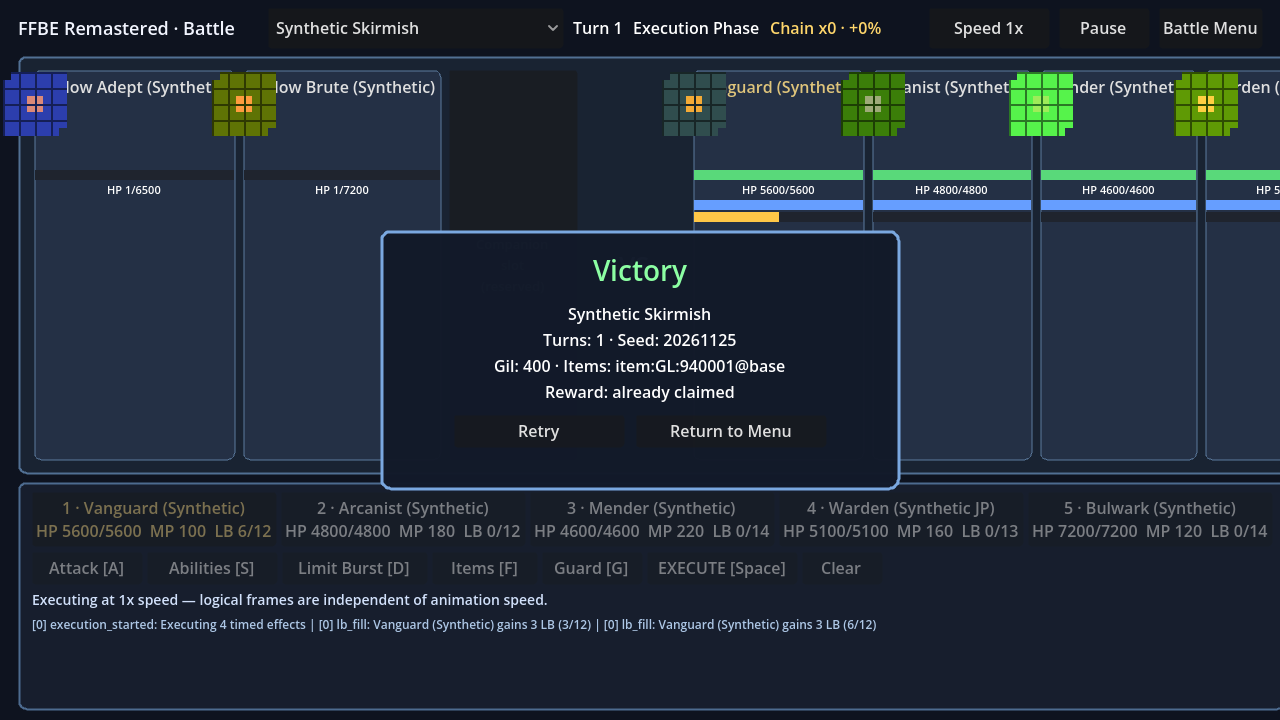 FFBE Remastered · Battle
Synthetic Skirmish
Turn 1 Execution Phase Chain x0 · +0%
Speed 1x
Pause
Battle Menu
low Adept (Synthet
low Brute (Synthetic)
guard (Synthet
anist (Synthet
nder (Synthet
rden (
HP 1/6500
HP 1/7200
HP 5600/5600
HP 4800/4800
HP 4600/4600
HP 5
Victory
Synthetic Skirmish
Turns: 1 · Seed: 20261125
Gil: 400 · Items: item:GL:940001@base
Reward: already claimed
Retry
Return to Menu
1 · Vanguard (Synthetic)
HP 5600/5600 MP 100 LB 6/12
2 · Arcanist (Synthetic)
HP 4800/4800 MP 180 LB 0/12
3 · Mender (Synthetic)
HP 4600/4600 MP 220 LB 0/14
4 · Warden (Synthetic JP)
HP 5100/5100 MP 160 LB 0/13
5 · Bulwark (Synthetic)
HP 7200/7200 MP 120 LB 0/14
Attack [A]
Abilities [S]
Limit Burst [D]
Items [F]
Guard [G]
EXECUTE [Space]
Clear
Executing at 1x speed — logical frames are independent of animation speed.
[0] execution_started: Executing 4 timed effects | [0] lb_fill: Vanguard (Synthetic) gains 3 LB (3/12) | [0] lb_fill: Vanguard (Synthetic) gains 3 LB (6/12)